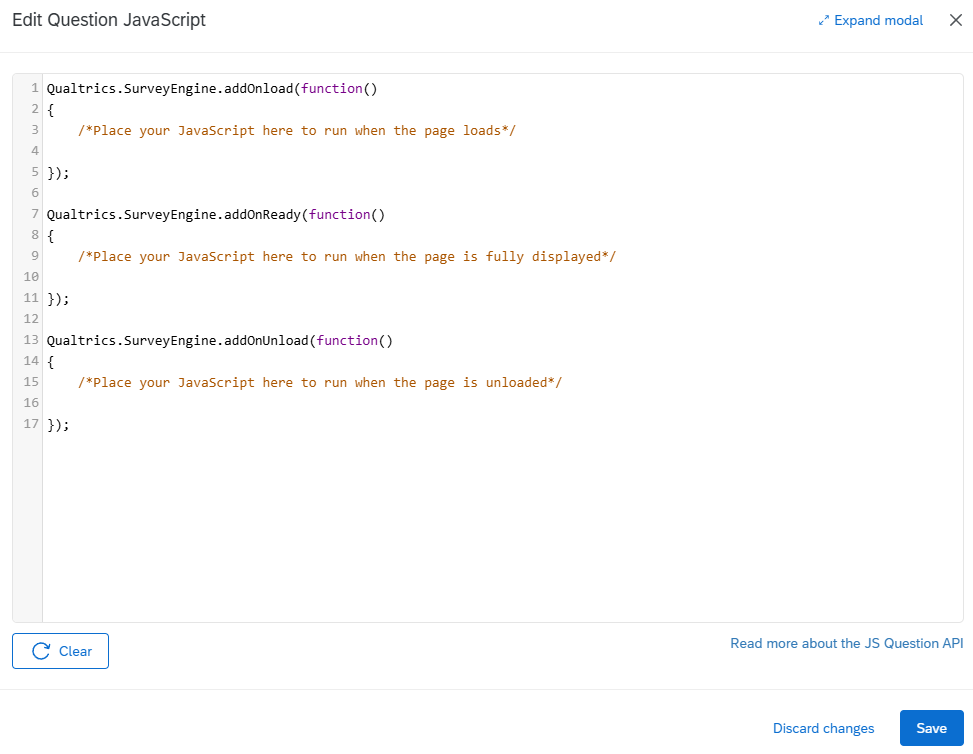 Edit Question JavaScript
Expand modal
1 Qualtrics.SurveyEngine.addOnload(function()
2 {
3     /*Place your JavaScript here to run when the page loads*/
4
5 });
6
7 Qualtrics.SurveyEngine.addOnReady(function()
8 {
9     /*Place your JavaScript here to run when the page is fully displayed*/
10
11 });
12
13 Qualtrics.SurveyEngine.addOnUnload(function()
14 {
15     /*Place your JavaScript here to run when the page is unloaded*/
16
17 });
Clear
Read more about the JS Question API
Discard changes
Save